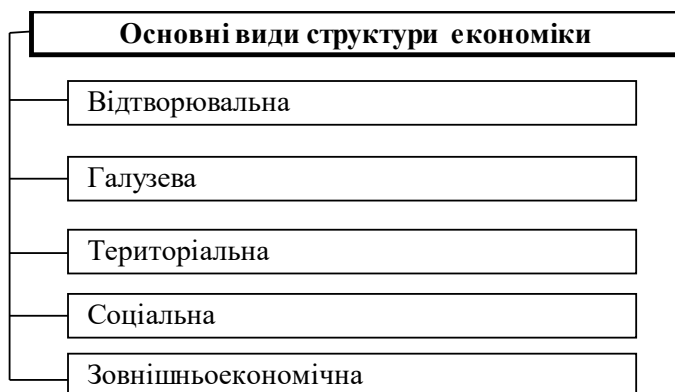 Основні види структури економіки
Відтворювальна
Галузева
Територіальна
Соціальна
Зовнішньоекономічна